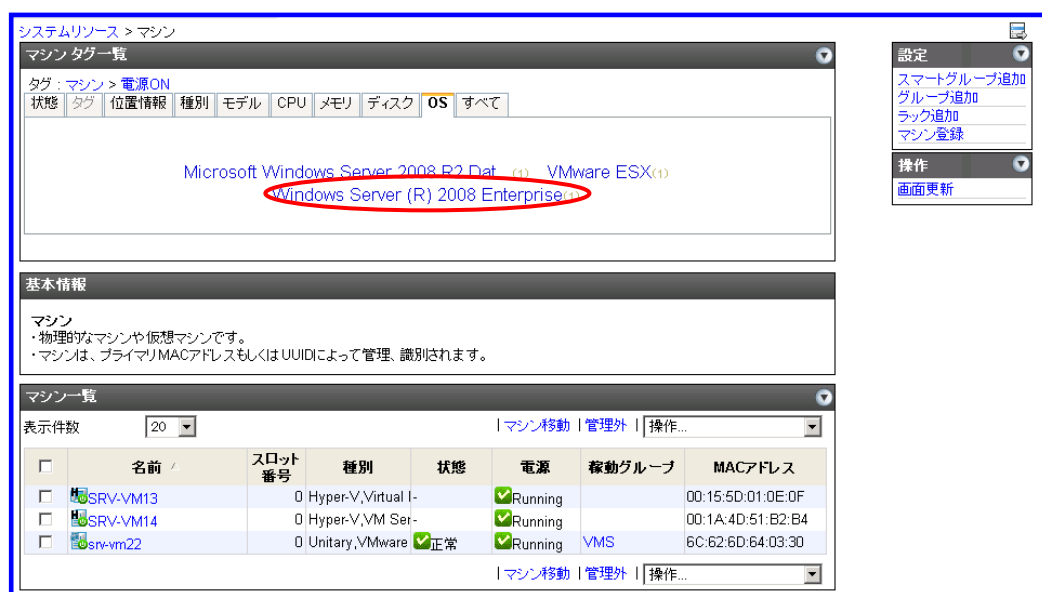 システムリソース > マシン
マシン タグ一覧
タグ : マシン > 電源ON
状態 タグ 位置情報 種別 モデル CPU メモリ ディスク OS すべて
Microsoft Windows Server 2008 R2 Dat... (1) VMware ESX(1)
Windows Server (R) 2008 Enterprise(1)
基本情報
マシン
・物理的なマシンや仮想マシンです。
・マシンは、プライマリMACアドレスもしくはUUIDによって管理、識別されます。
マシン一覧
表示件数 20 | マシン移動 | 管理外 | 操作...
名前 スロット番号 種別 状態 電源 稼動グループ MACアドレス
SRV-VM13 0 Hyper-V,Virtual I - Running 00:15:5D:01:0E:0F
SRV-VM14 0 Hyper-V,VM Ser - Running 00:1A:4D:51:B2:B4
srv-vm22 0 Unitary,VMware 正常 Running VMS 6C:62:6D:64:03:30
| マシン移動 | 管理外 | 操作...
設定
スマートグループ追加
グループ追加
ラック追加
マシン登録
操作
画面更新